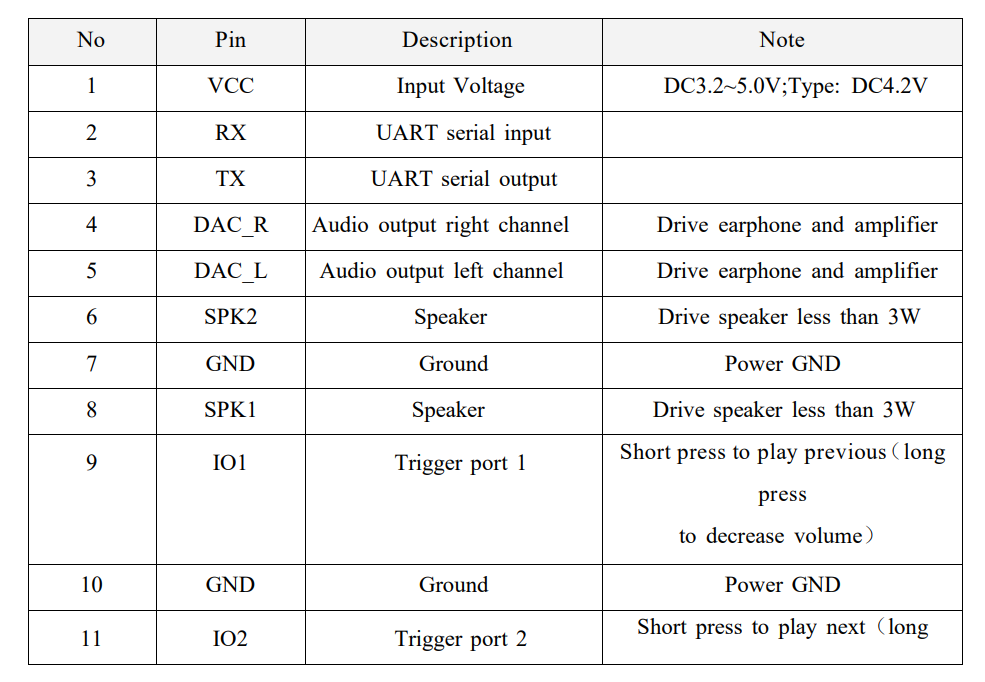 No Pin Description Note
1 VCC Input Voltage DC3.2~5.0V;Type: DC4.2V
2 RX UART serial input
3 TX UART serial output
4 DAC_R Audio output right channel Drive earphone and amplifier
5 DAC_L Audio output left channel Drive earphone and amplifier
6 SPK2 Speaker Drive speaker less than 3W
7 GND Ground Power GND
8 SPK1 Speaker Drive speaker less than 3W
9 IO1 Trigger port 1 Short press to play previous（long
press
to decrease volume）
10 GND Ground Power GND
11 IO2 Trigger port 2 Short press to play next（long